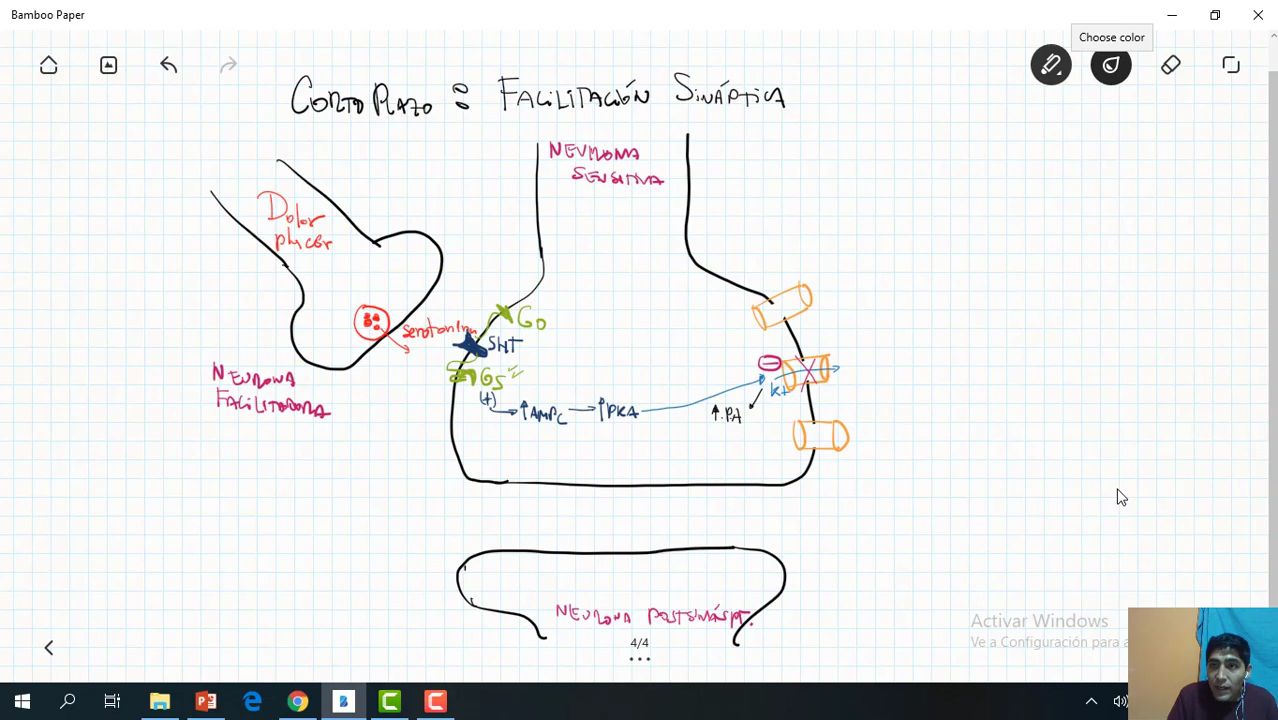 Bamboo Paper
Choose color
CORTO PLAZO : FACILITACIÓN SINÁPTICA
NEURONA
SENSITIVA
Dolor
placer
serotonina
NEURONA
FACILITADORA
Go
5HT
Gs
(+)
↑AMPc → ↑PKA
K+
↑PA
NEURONA POSTSINÁPT.
4/4
Activar Windows
Ve a Configuración para a